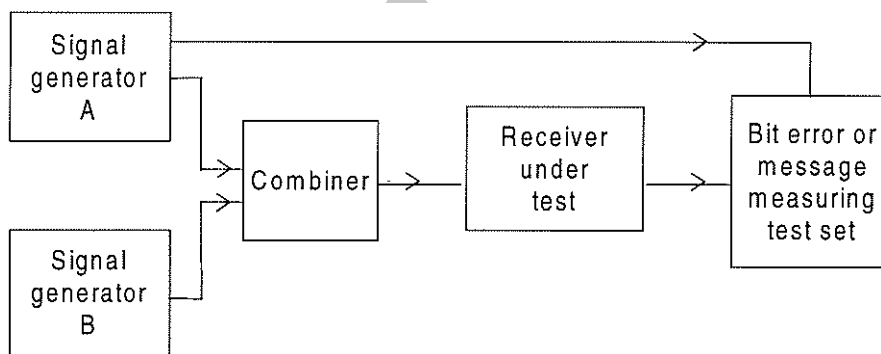 Signal
generator
A
Combiner
Receiver
under
test
Bit error or
message
measuring
test set
Signal
generator
B